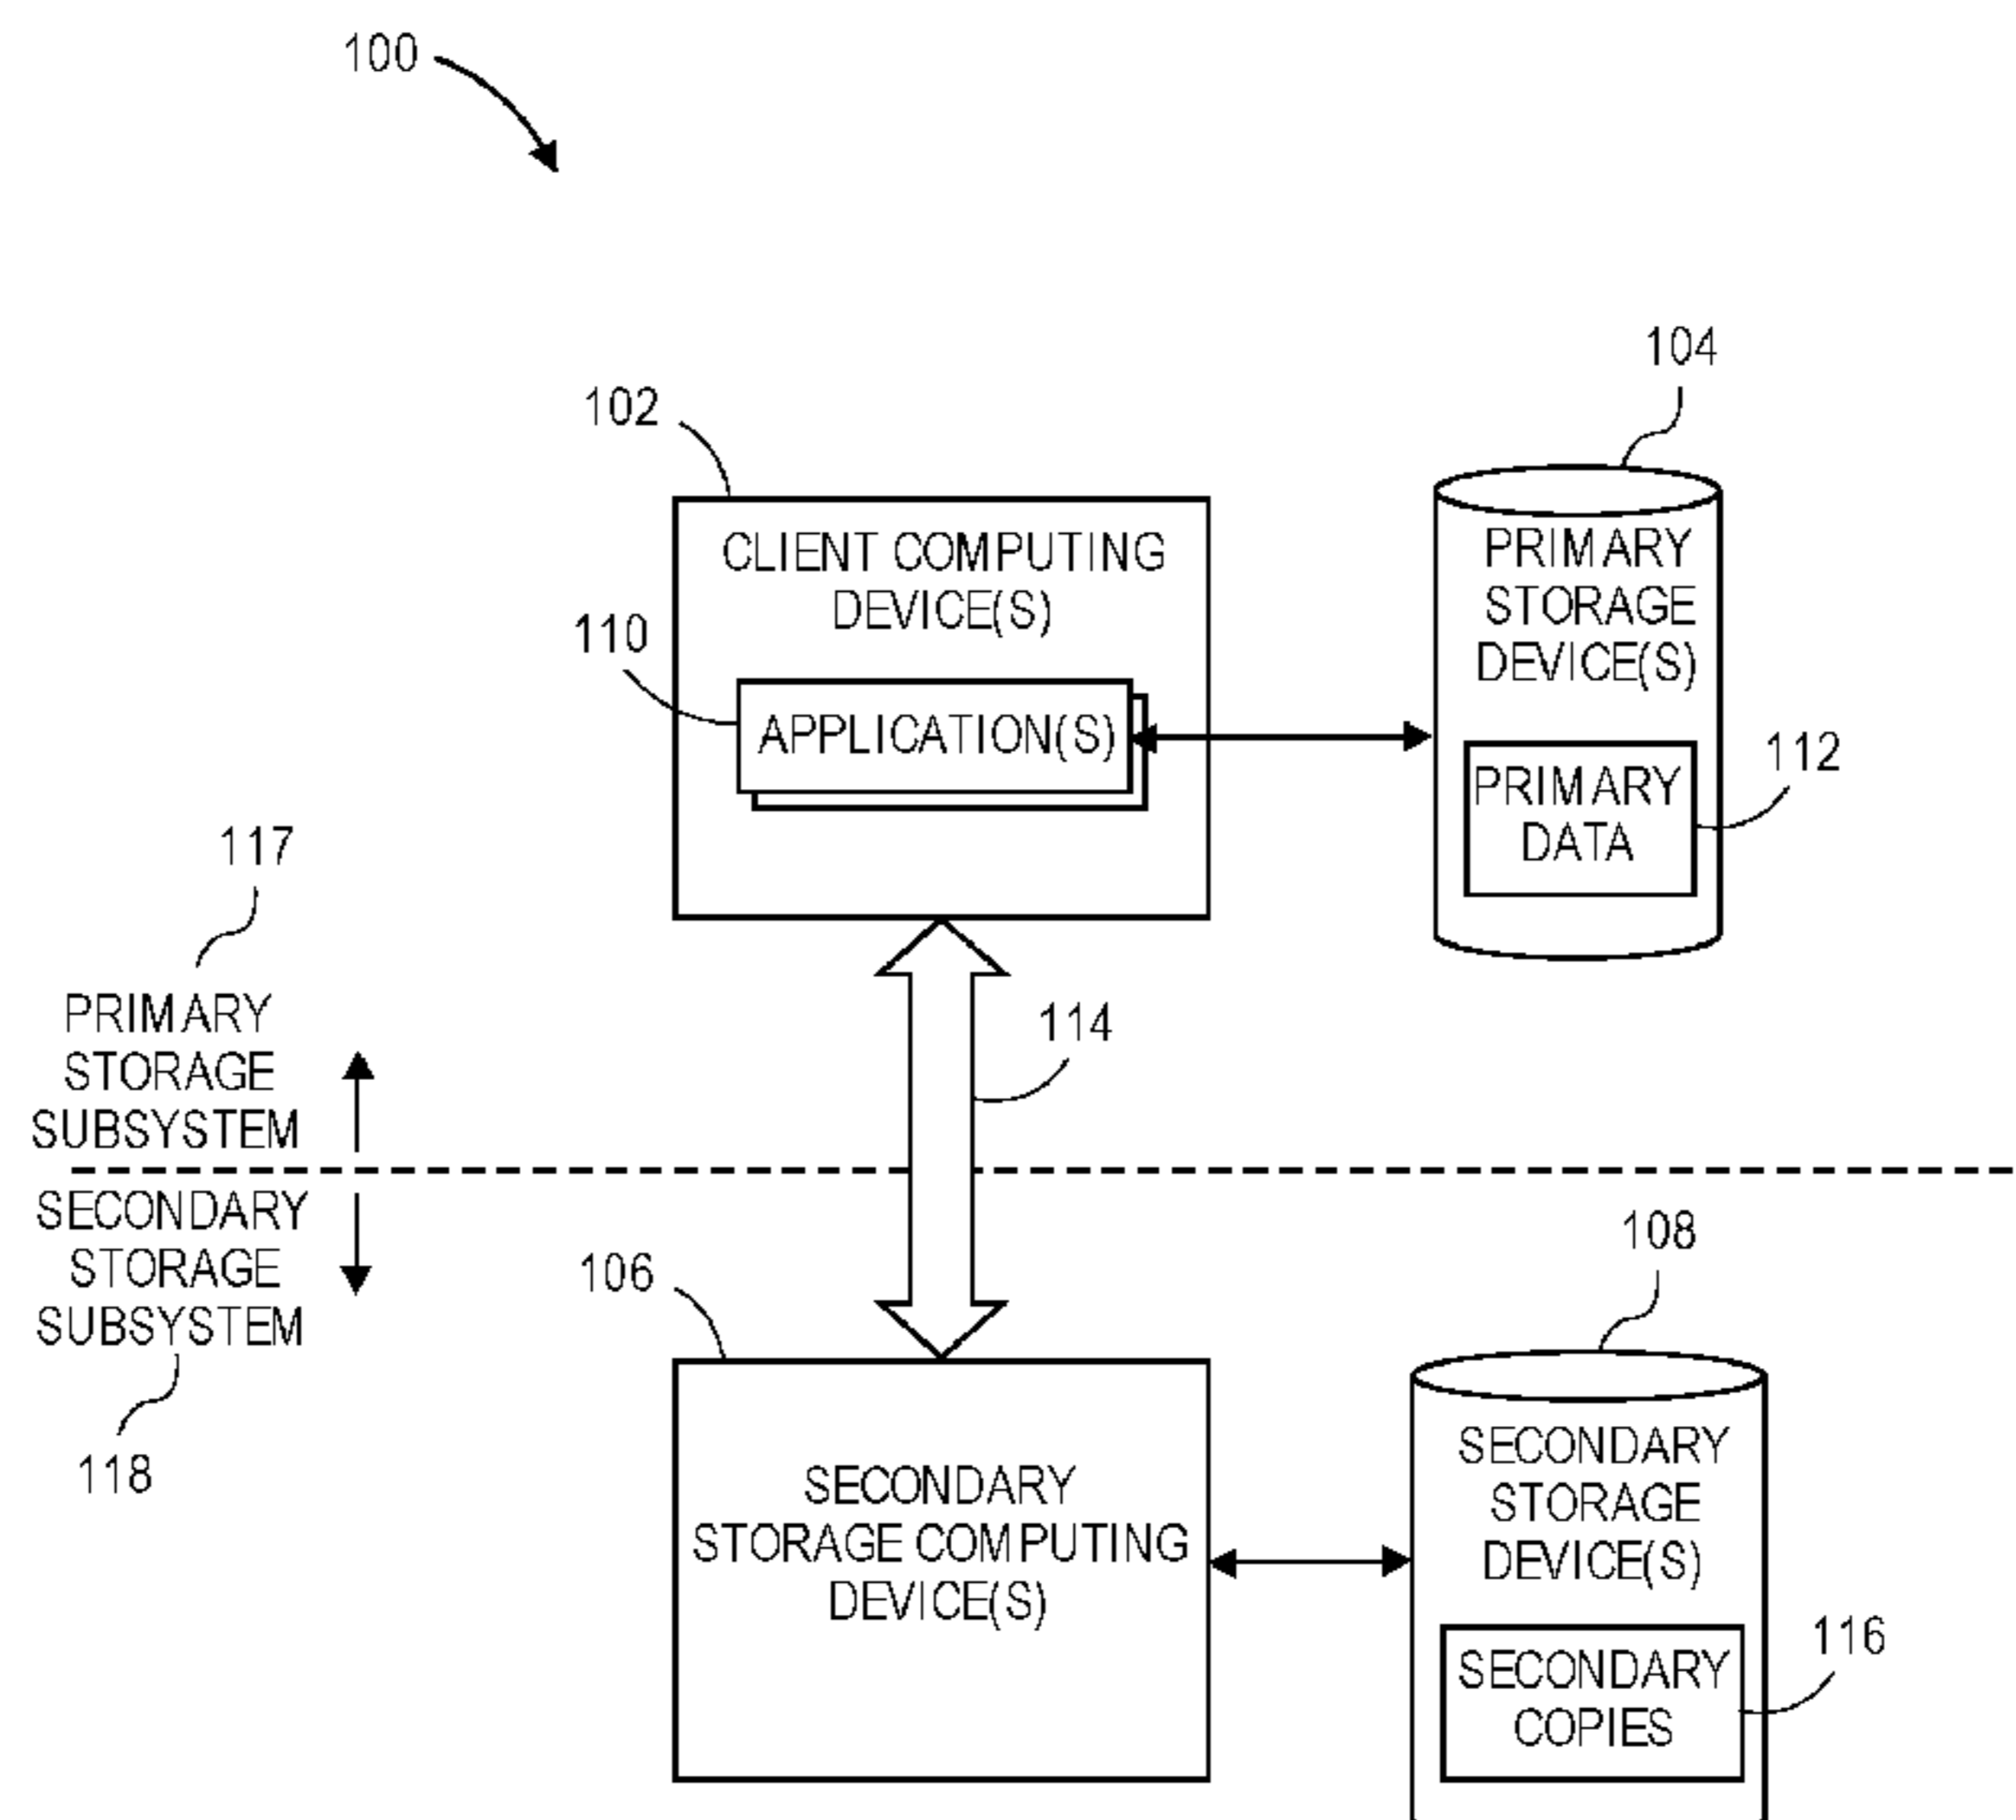 100
104
102
CLIENT COMPUTING
DEVICE(S)
110
APPLICATION(S)
PRIMARY
STORAGE
DEVICE(S)
PRIMARY
DATA
112
117
PRIMARY
STORAGE
SUBSYSTEM
114
SECONDARY
STORAGE
SUBSYSTEM
118
106
SECONDARY
STORAGE COMPUTING
DEVICE(S)
108
SECONDARY
STORAGE
DEVICE(S)
SECONDARY
COPIES
116